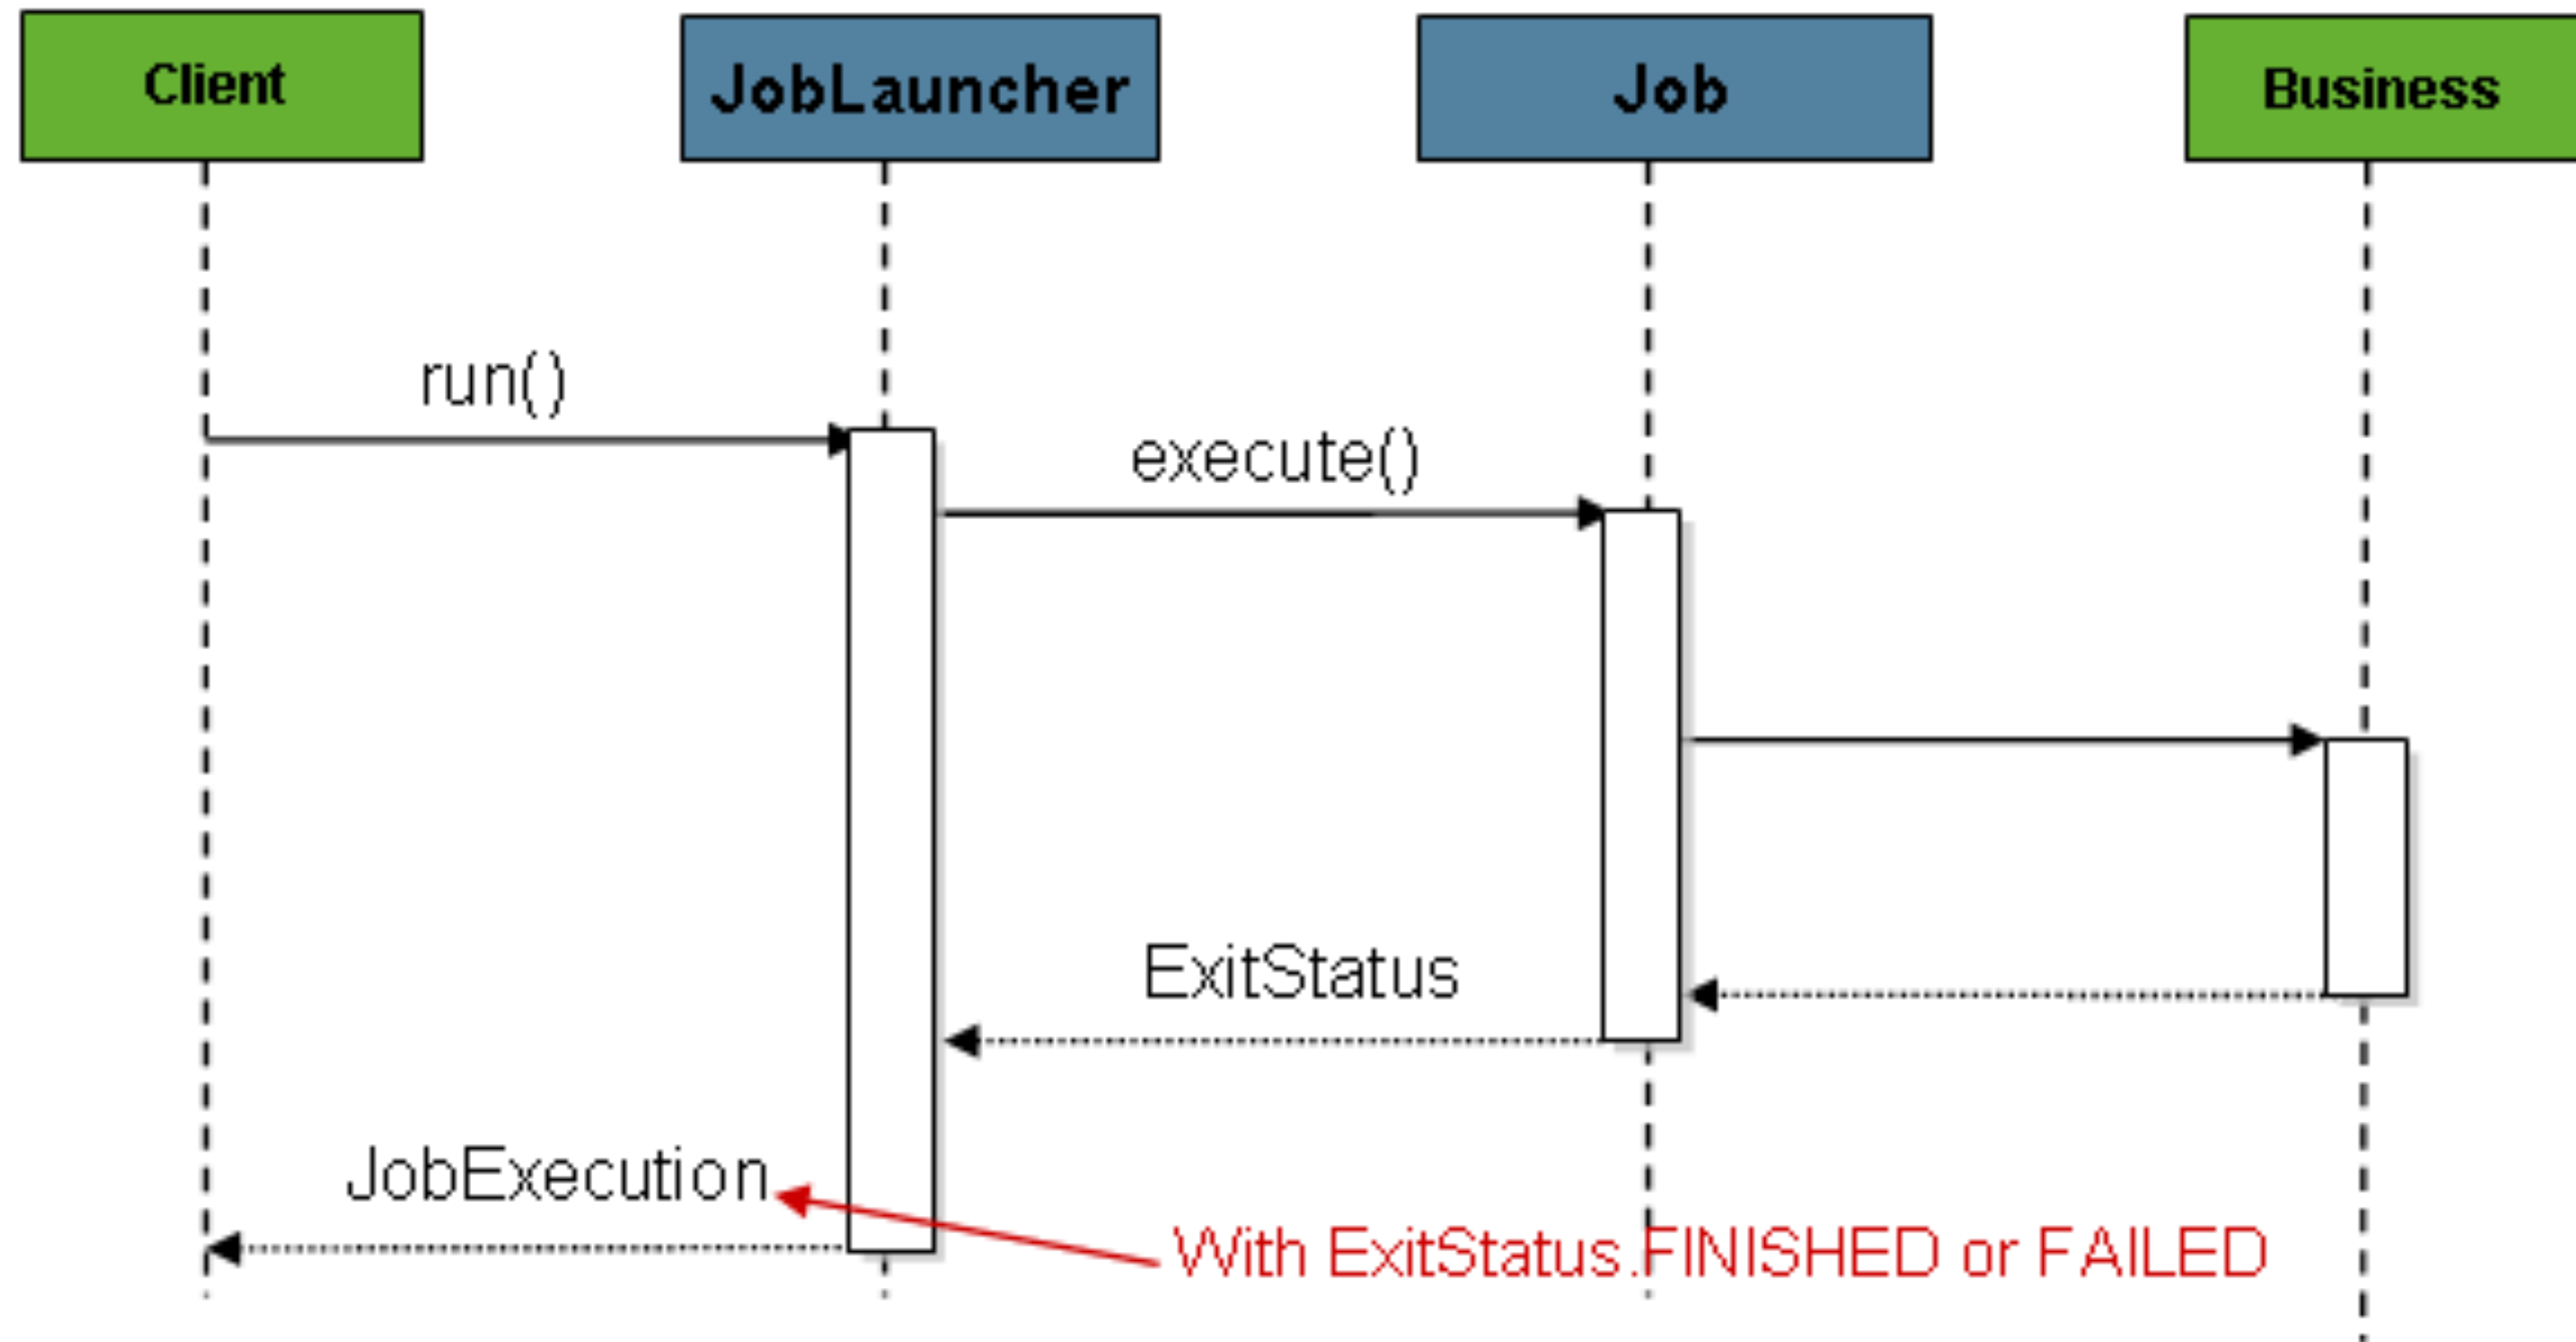 Client
JobLauncher
Job
Business
run()
execute()
ExitStatus
JobExecution
With ExitStatus.FINISHED or FAILED